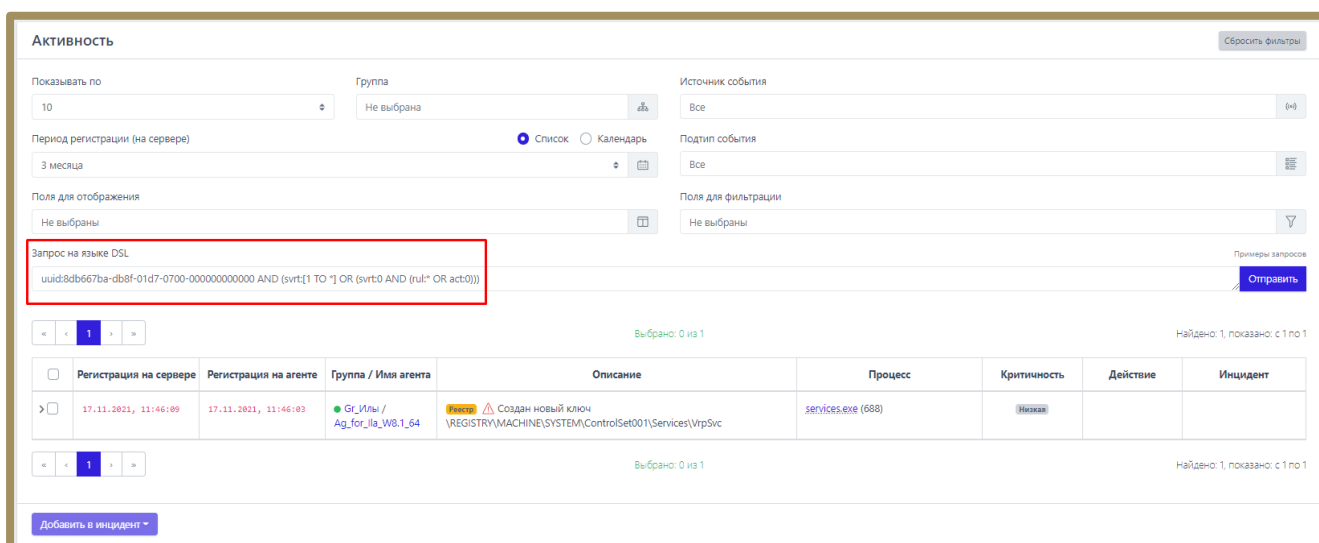 Активность
Сбросить фильтры
Показывать по
Группа
Источник события
10
Не выбрана
Все
Период регистрации (на сервере)
Список
Календарь
Подтип события
3 месяца
Все
Поля для отображения
Поля для фильтрации
Не выбраны
Не выбраны
Запрос на языке DSL
Примеры запросов
uuid:8db667ba-db8f-01d7-0700-000000000000 AND (svrt:[1 TO *] OR (svrt:0 AND (rul:* OR act:0)))
Отправить
« ‹ 1 › »
Выбрано: 0 из 1
Найдено: 1, показано: с 1 по 1
Регистрация на сервере Регистрация на агенте Группа / Имя агента Описание Процесс Критичность Действие Инцидент
17.11.2021, 11:46:09 17.11.2021, 11:46:03 Gr_Илы / Реестр Создан новый ключ services.exe (688) Низкая
Ag_for_Ila_W8.1_64 \REGISTRY\MACHINE\SYSTEM\ControlSet001\Services\VrpSvc
« ‹ 1 › »
Выбрано: 0 из 1
Найдено: 1, показано: с 1 по 1
Добавить в инцидент